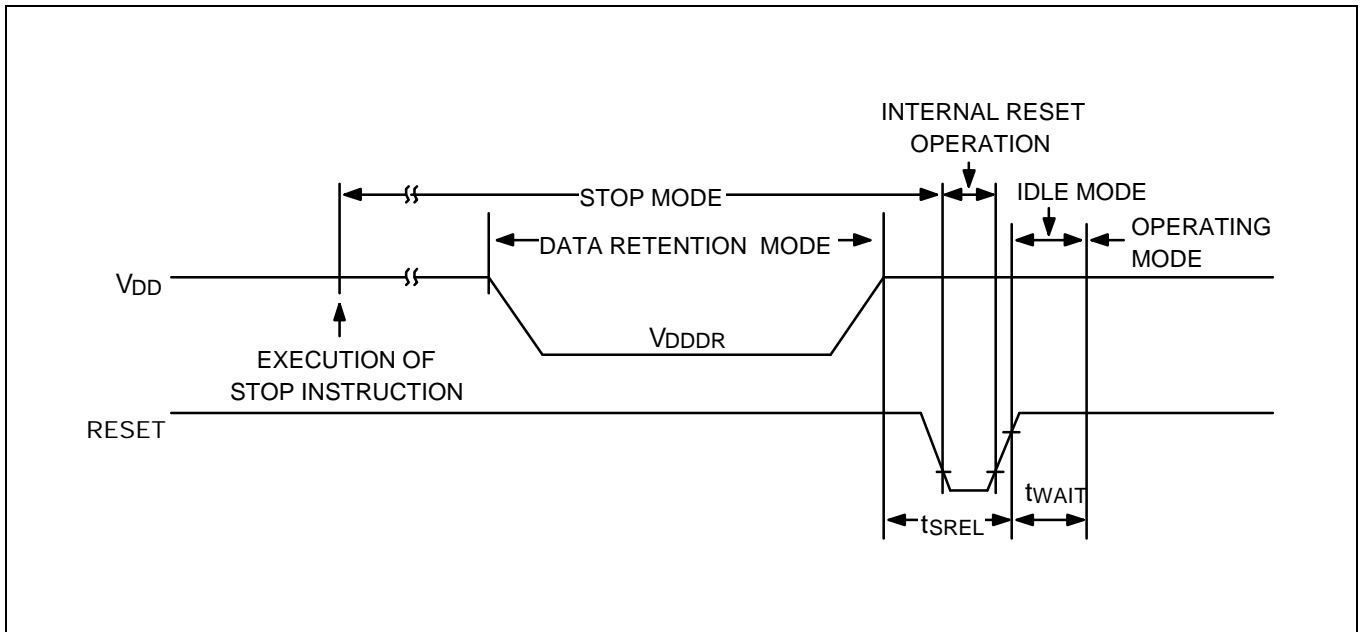 INTERNAL RESET
OPERATION
STOP MODE
IDLE MODE
DATA RETENTION MODE
OPERATING
MODE
VDD
VDDDR
EXECUTION OF
STOP INSTRUCTION
RESET
tWAIT
tSREL